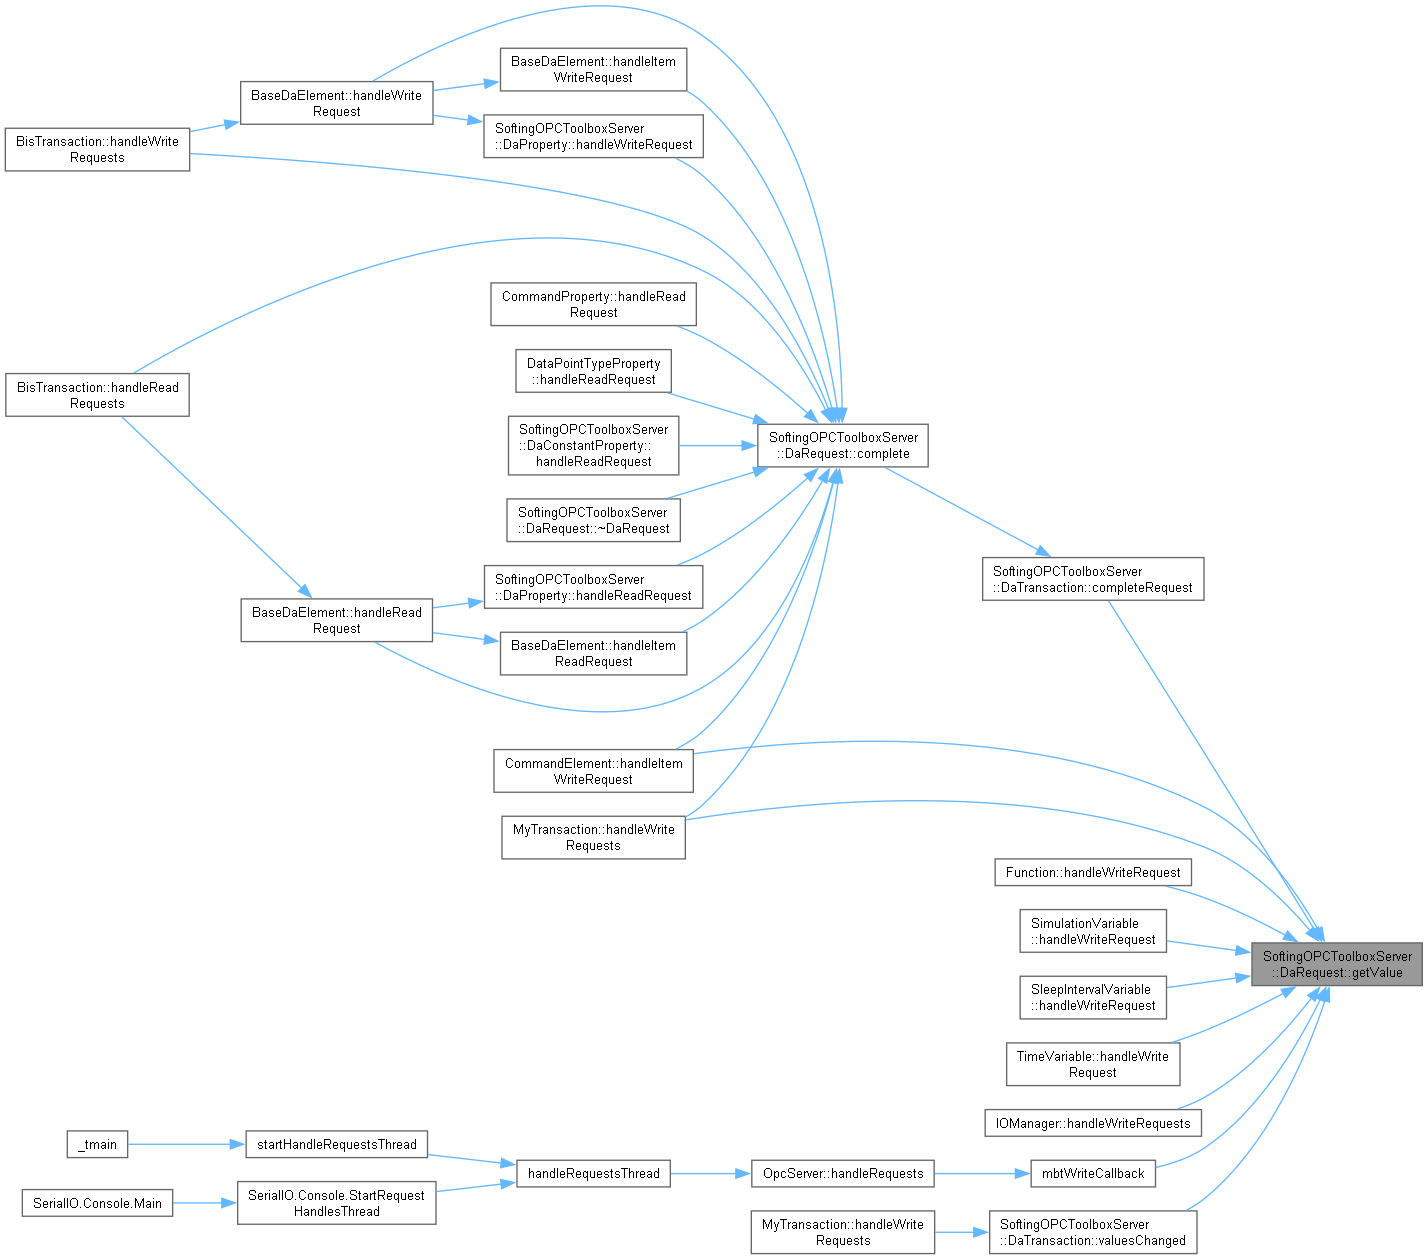 BaseDaElement::handleItem
WriteRequest
BaseDaElement::handleWrite
Request
SoftingOPCToolboxServer
::DaProperty::handleWriteRequest
BisTransaction::handleWrite
Requests
CommandProperty::handleRead
Request
DataPointTypeProperty
::handleReadRequest
BisTransaction::handleRead
Requests
SoftingOPCToolboxServer
::DaConstantProperty::
handleReadRequest
SoftingOPCToolboxServer
::DaRequest::complete
SoftingOPCToolboxServer
::DaRequest::~DaRequest
SoftingOPCToolboxServer
::DaTransaction::completeRequest
SoftingOPCToolboxServer
::DaProperty::handleReadRequest
BaseDaElement::handleRead
Request
BaseDaElement::handleItem
ReadRequest
CommandElement::handleItem
WriteRequest
MyTransaction::handleWrite
Requests
Function::handleWriteRequest
SimulationVariable
::handleWriteRequest
SoftingOPCToolboxServer
::DaRequest::getValue
SleepIntervalVariable
::handleWriteRequest
TimeVariable::handleWrite
Request
IOManager::handleWriteRequests
_tmain
startHandleRequestsThread
handleRequestsThread
OpcServer::handleRequests
mbtWriteCallback
SerialIO.Console.Main
SerialIO.Console.StartRequest
HandlesThread
MyTransaction::handleWrite
Requests
SoftingOPCToolboxServer
::DaTransaction::valuesChanged